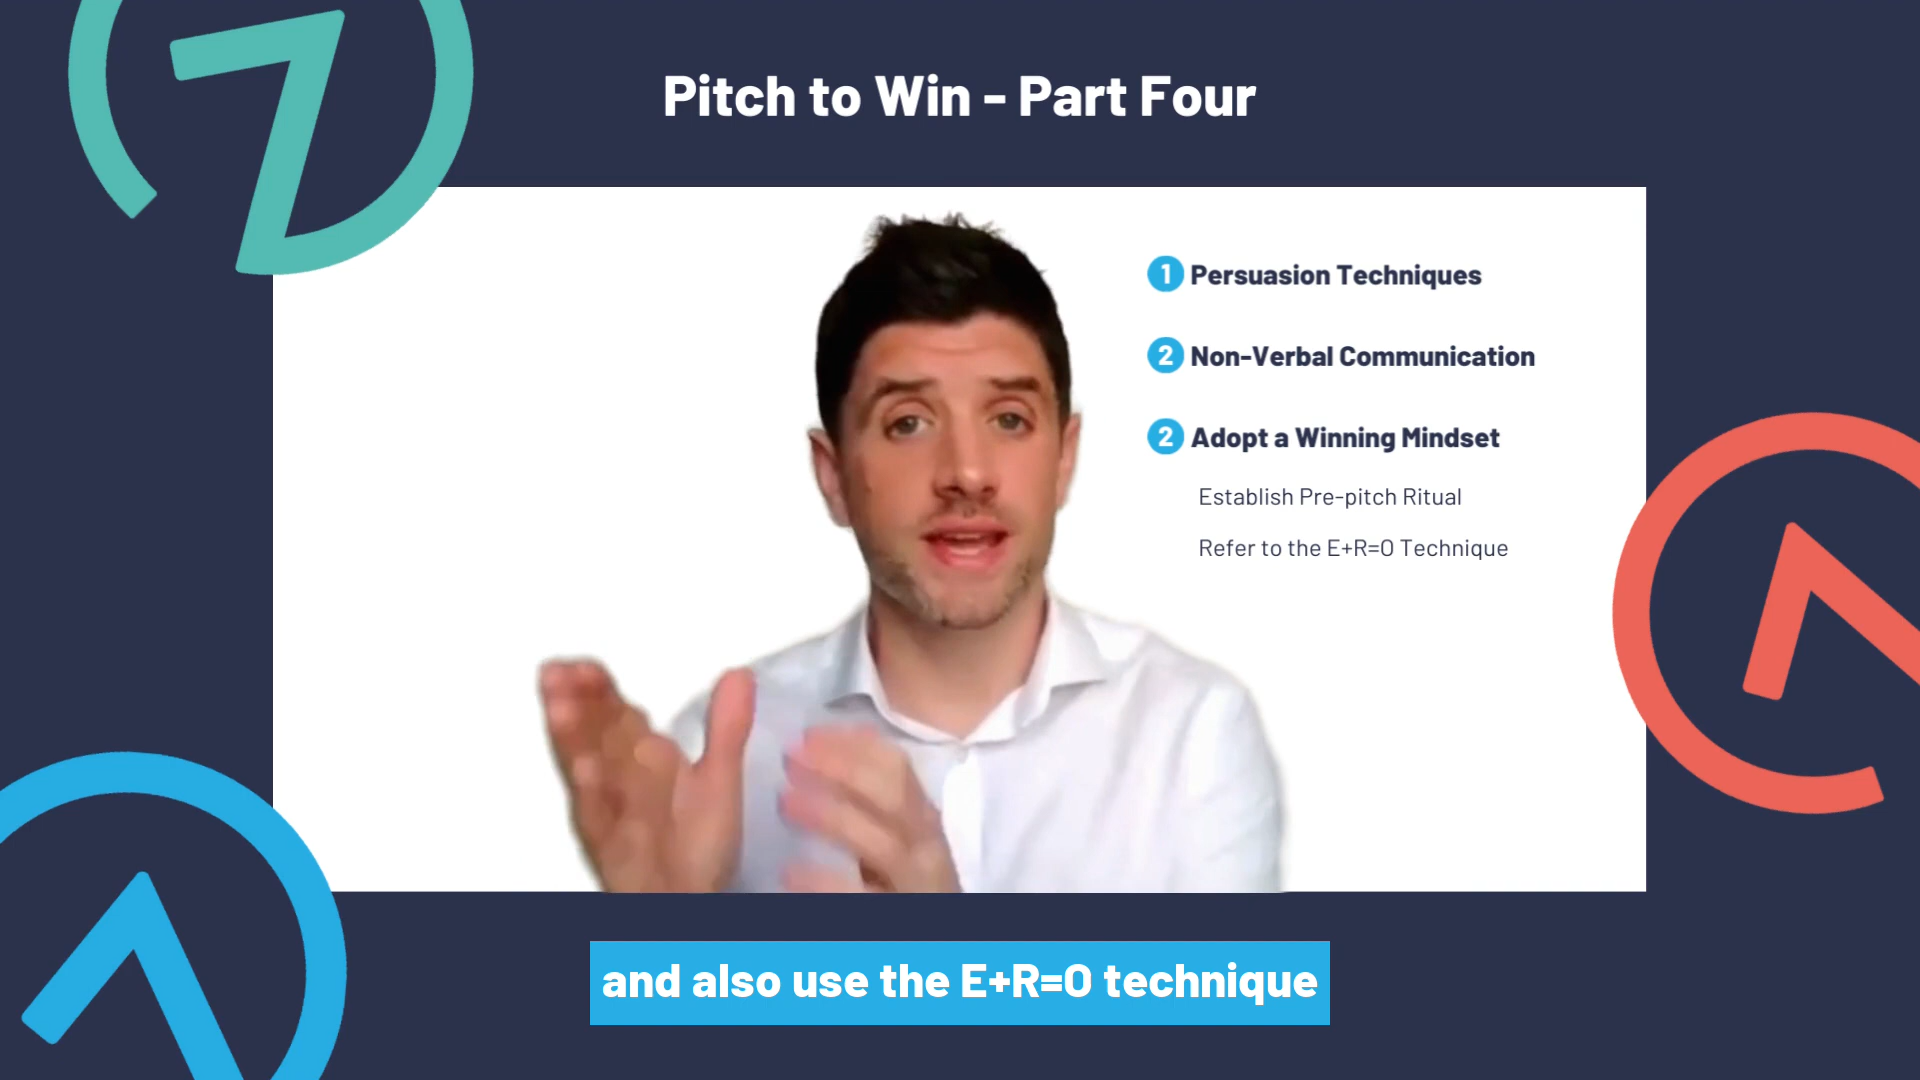 Pitch to Win - Part Four
1 Persuasion Techniques
2 Non-Verbal Communication
2 Adopt a Winning Mindset
Establish Pre-pitch Ritual
Refer to the E+R=O Technique
and also use the E+R=O technique